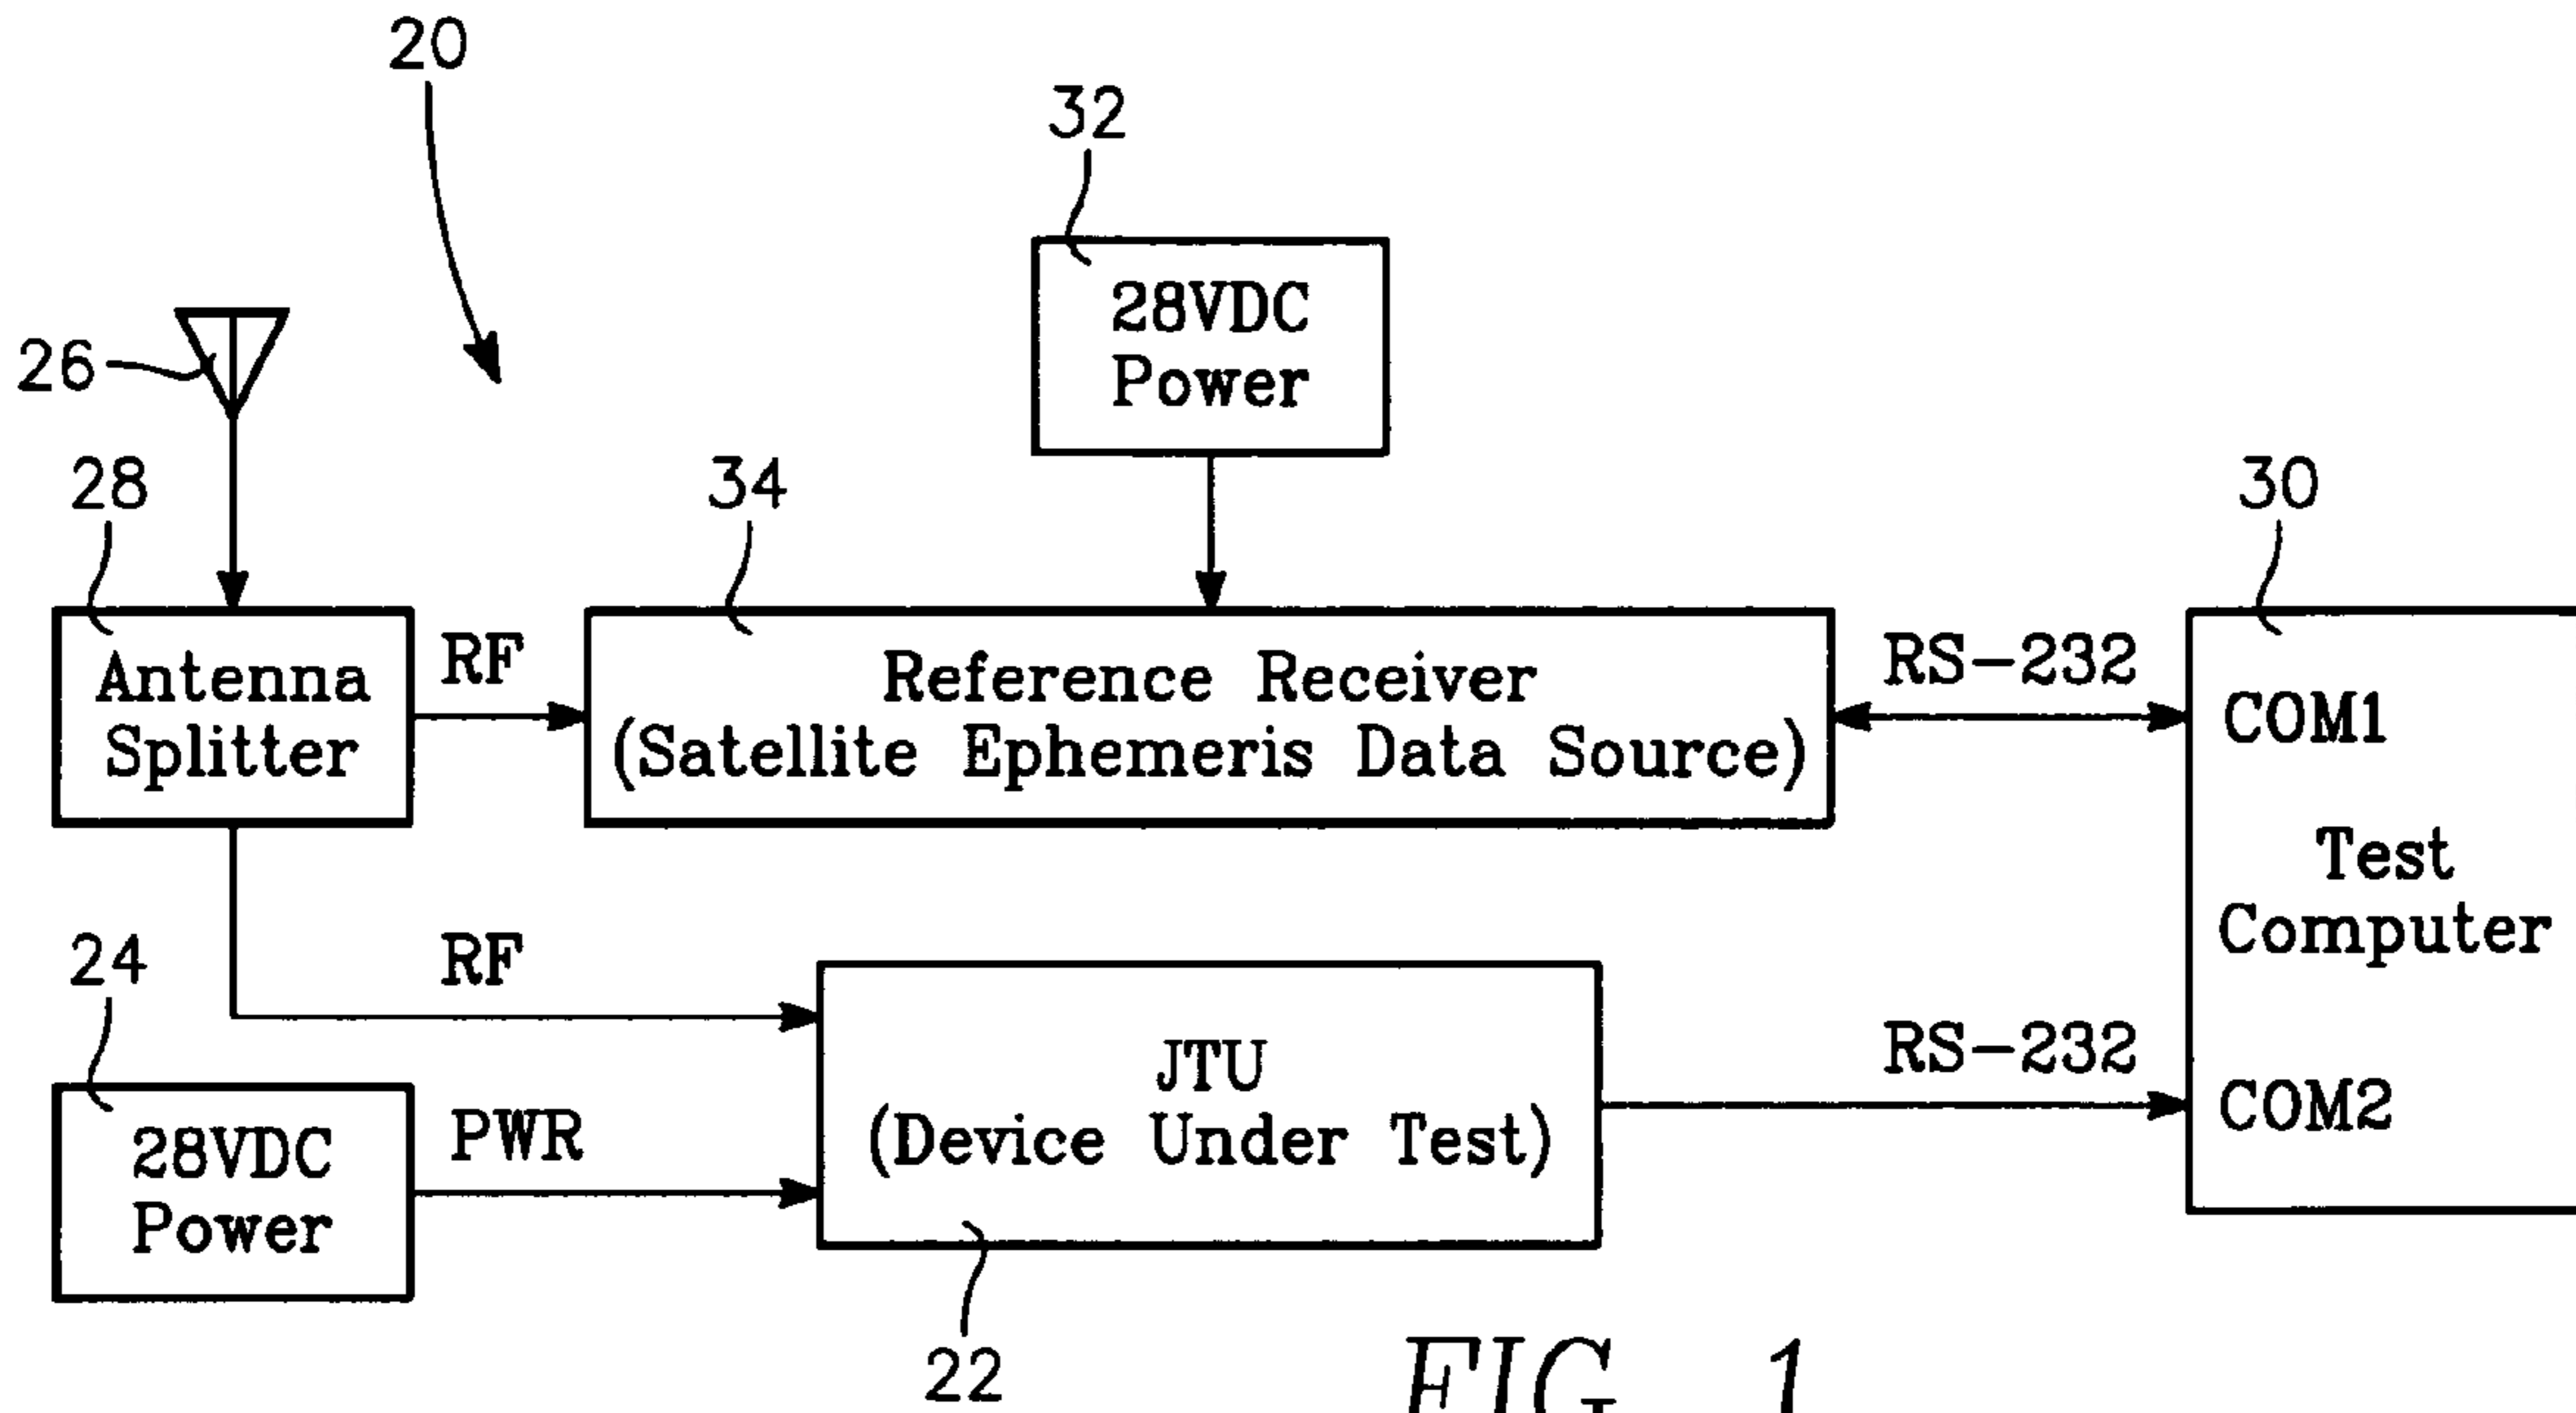 20
32
28VDC
Power
26
28
34
30
Antenna
Splitter
RF
Reference Receiver
(Satellite Ephemeris Data Source)
RS-232
COM1
Test
Computer
24
RF
28VDC
Power
PWR
JTU
(Device Under Test)
RS-232
COM2
22
FIG. 1